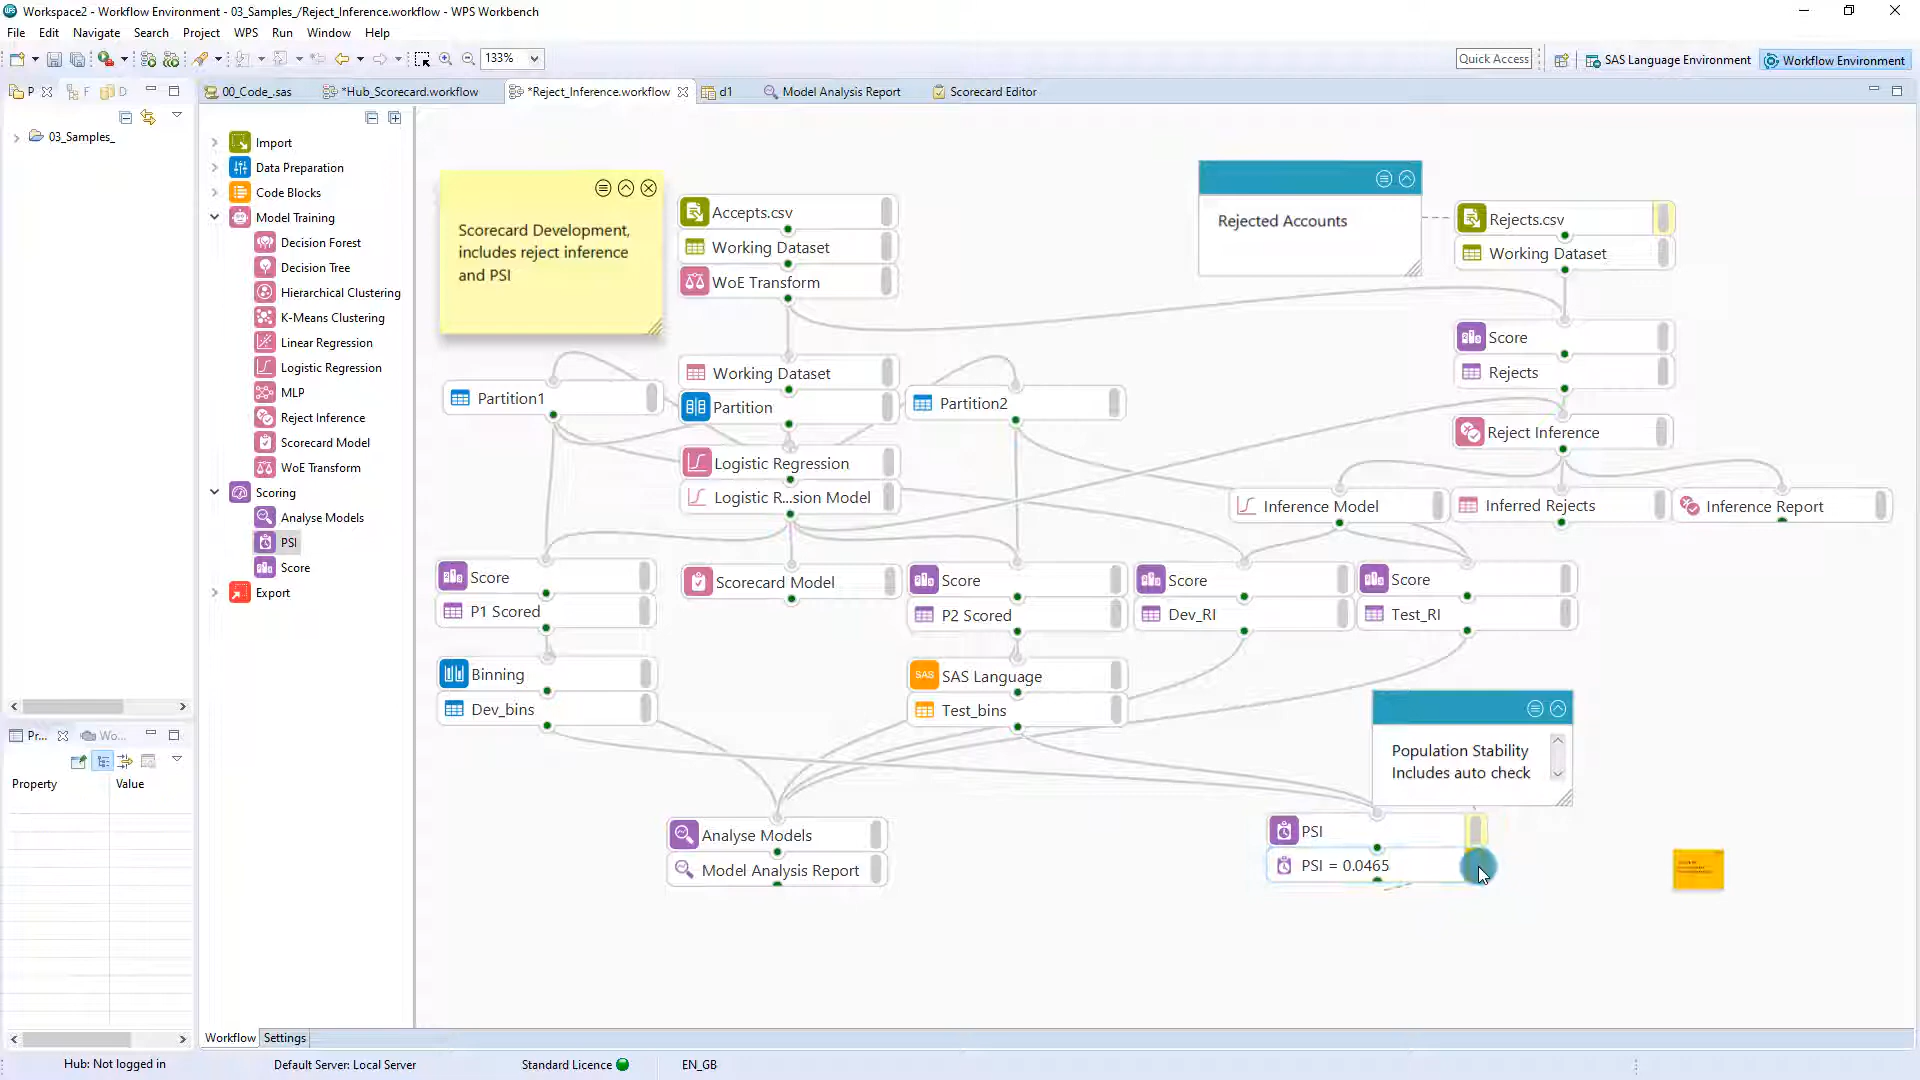 Workspace2 - Workflow Environment - 03_Samples_/Reject_Inference.workflow - WPS Workbench
File Edit Navigate Search Project WPS Run Window Help
133%
Quick Access
SAS Language Environment
Workflow Environment
P
F
D
00_Code_.sas
*Hub_Scorecard.workflow
*Reject_Inference.workflow
d1
Model Analysis Report
Scorecard Editor
03_Samples_
Import
Data Preparation
Code Blocks
Model Training
Decision Forest
Decision Tree
Hierarchical Clustering
K-Means Clustering
Linear Regression
Logistic Regression
MLP
Reject Inference
Scorecard Model
WoE Transform
Scoring
Analyse Models
PSI
Score
Export
Scorecard Development,
includes reject inference
and PSI
Accepts.csv
Working Dataset
WoE Transform
Rejected Accounts
Rejects.csv
Working Dataset
Score
Rejects
Partition1
Working Dataset
Partition
Partition2
Reject Inference
Logistic Regression
Logistic R...sion Model
Inference Model
Inferred Rejects
Inference Report
Score
P1 Scored
Scorecard Model
Score
P2 Scored
Score
Dev_RI
Score
Test_RI
Binning
Dev_bins
SAS
SAS Language
Test_bins
Population Stability
Includes auto check
Analyse Models
Model Analysis Report
PSI
PSI = 0.0465
Pr...
Wo...
Property Value
Workflow Settings
Hub: Not logged in
Default Server: Local Server
Standard Licence
EN_GB